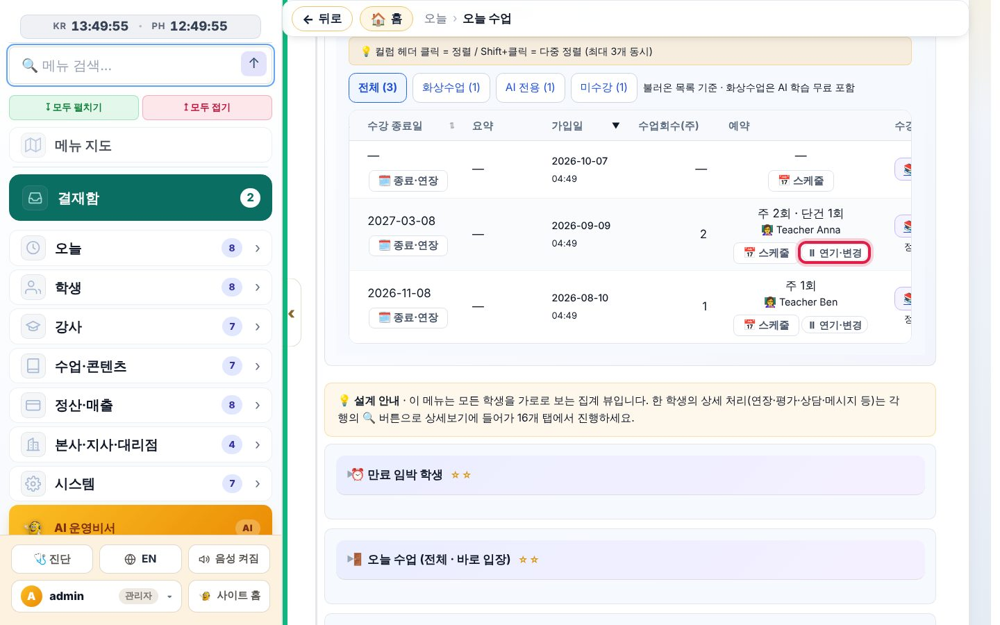 KR 13:49:55 • PH 12:49:55
메뉴 검색...
↧ 모두 펼치기
↥ 모두 접기
메뉴 지도
결재함 2
오늘 8
학생 8
강사 7
수업·콘텐츠 7
정산·매출 8
본사·지사·대리점 4
시스템 7
AI 운영비서 AI
진단
EN
음성 켜짐
A admin 관리자
사이트 홈
← 뒤로
홈
오늘 › 오늘 수업
컬럼 헤더 클릭 = 정렬 / Shift+클릭 = 다중 정렬 (최대 3개 동시)
전체 (3)
화상수업 (1)
AI 전용 (1)
미수강 (1)
불러온 목록 기준 · 화상수업은 AI 학습 무료 포함
수강 종료일 요약 가입일 ▼ 수업회수(주) 예약 수강
— — 2026-10-07 — —
종료·연장 04:49 스케줄
2027-03-08 — 2026-09-09 2 주 2회 · 단건 1회
Teacher Anna
종료·연장 04:49 스케줄 연기·변경
2026-11-08 — 2026-08-10 1 주 1회
Teacher Ben
종료·연장 04:49 스케줄 연기·변경
설계 안내 · 이 메뉴는 모든 학생을 가로로 보는 집계 뷰입니다. 한 학생의 상세 처리(연장·평가·상담·메시지 등)는 각
행의 🔍 버튼으로 상세보기에 들어가 16개 탭에서 진행하세요.
만료 임박 학생 ☆☆
오늘 수업 (전체 · 바로 입장) ☆☆